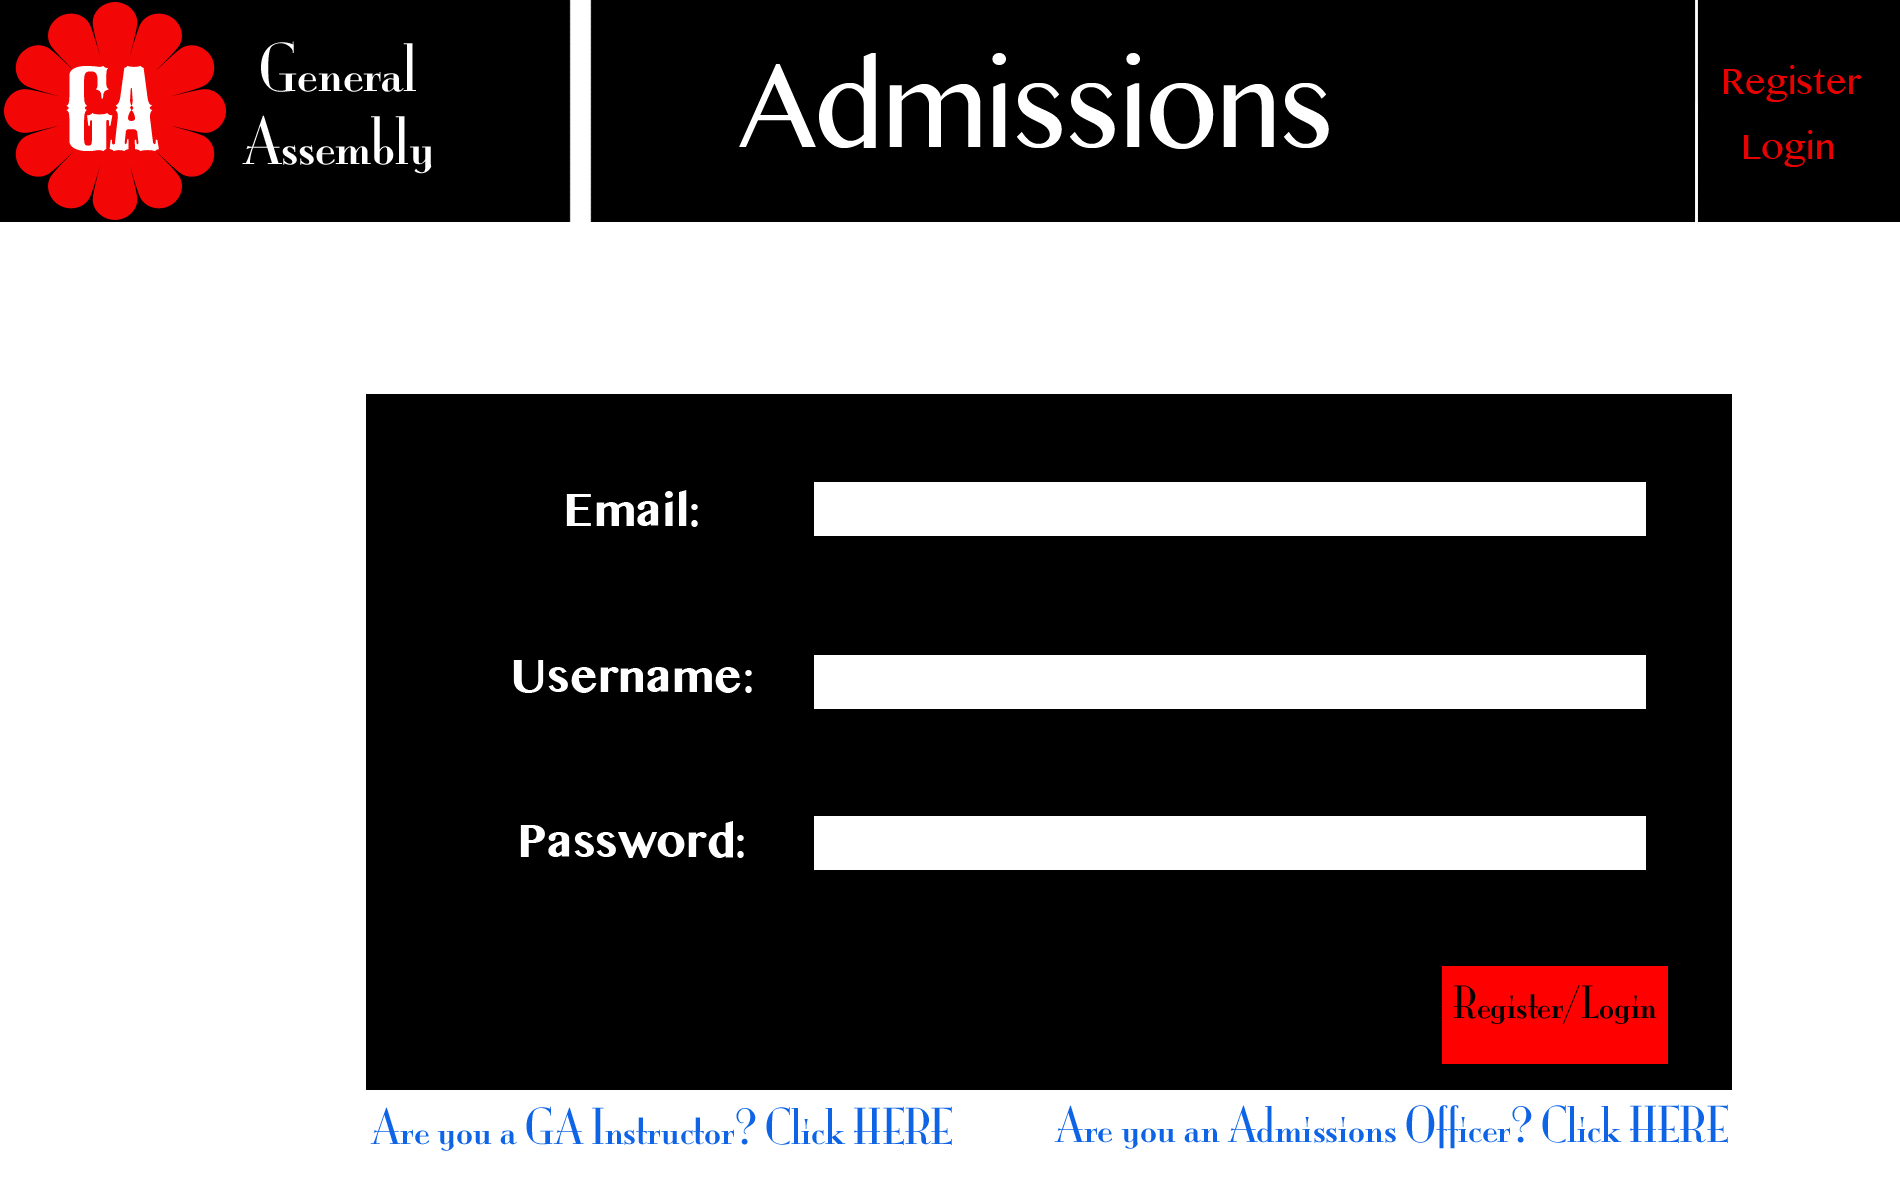 GA
General
Assembly
Admissions
Register
Login
Email:
Username:
Password:
Register/Login
Are you a GA Instructor? Click HERE
Are you an Admissions Officer? Click HERE